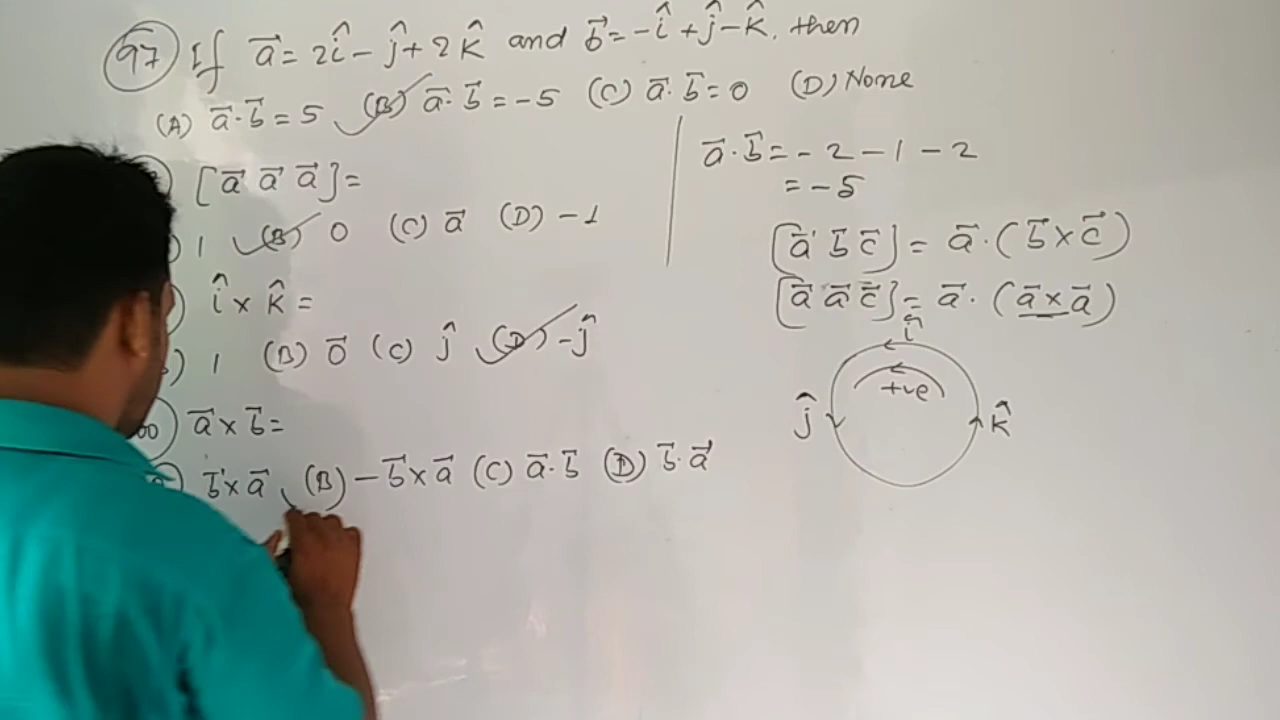 97) If a⃗ = 2î - ĵ + 2k̂ and b⃗ = -î + ĵ - k̂, then
(A) a⃗·b⃗ = 5 (B) a⃗·b⃗ = -5 (C) a⃗·b⃗ = 0 (D) None
[a⃗ a⃗ a⃗] =
1 (B) 0 (C) a⃗ (D) -1
î × k̂ =
) 1 (B) 0⃗ (C) ĵ (D) -ĵ
00) a⃗ × b⃗ =
b⃗ × a⃗ (B) -b⃗ × a⃗ (C) a⃗·b⃗ (D) b⃗·a⃗
a⃗·b⃗ = -2 -1 -2
= -5
[a⃗ b⃗ c⃗] = a⃗·(b⃗ × c⃗)
[a⃗ a⃗ c⃗] = a⃗·(a⃗ × a⃗)
î
+ve
ĵ k̂